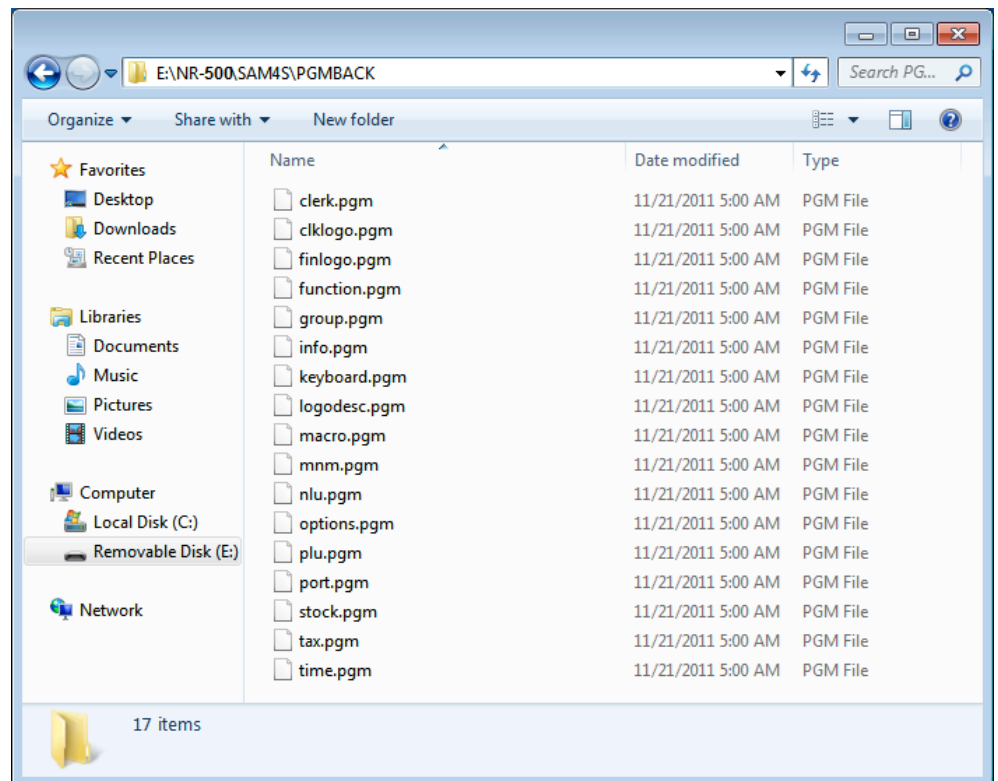 E:\NR-500\SAM4S\PGMBACK
Search PG...
Organize Share with New folder
Favorites
Desktop
Downloads
Recent Places
Libraries
Documents
Music
Pictures
Videos
Computer
Local Disk (C:)
Removable Disk (E:)
Network
Name Date modified Type
clerk.pgm 11/21/2011 5:00 AM PGM File
clklogo.pgm 11/21/2011 5:00 AM PGM File
finlogo.pgm 11/21/2011 5:00 AM PGM File
function.pgm 11/21/2011 5:00 AM PGM File
group.pgm 11/21/2011 5:00 AM PGM File
info.pgm 11/21/2011 5:00 AM PGM File
keyboard.pgm 11/21/2011 5:00 AM PGM File
logodesc.pgm 11/21/2011 5:00 AM PGM File
macro.pgm 11/21/2011 5:00 AM PGM File
mnm.pgm 11/21/2011 5:00 AM PGM File
nlu.pgm 11/21/2011 5:00 AM PGM File
options.pgm 11/21/2011 5:00 AM PGM File
plu.pgm 11/21/2011 5:00 AM PGM File
port.pgm 11/21/2011 5:00 AM PGM File
stock.pgm 11/21/2011 5:00 AM PGM File
tax.pgm 11/21/2011 5:00 AM PGM File
time.pgm 11/21/2011 5:00 AM PGM File
17 items